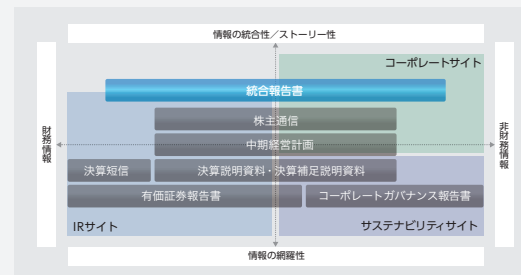 情報の統合性／ストーリー性
コーポレートサイト
統合報告書
株主通信
中期経営計画
財務情報
非財務情報
決算短信
決算説明資料・決算補足説明資料
有価証券報告書
コーポレートガバナンス報告書
IRサイト
サステナビリティサイト
情報の網羅性